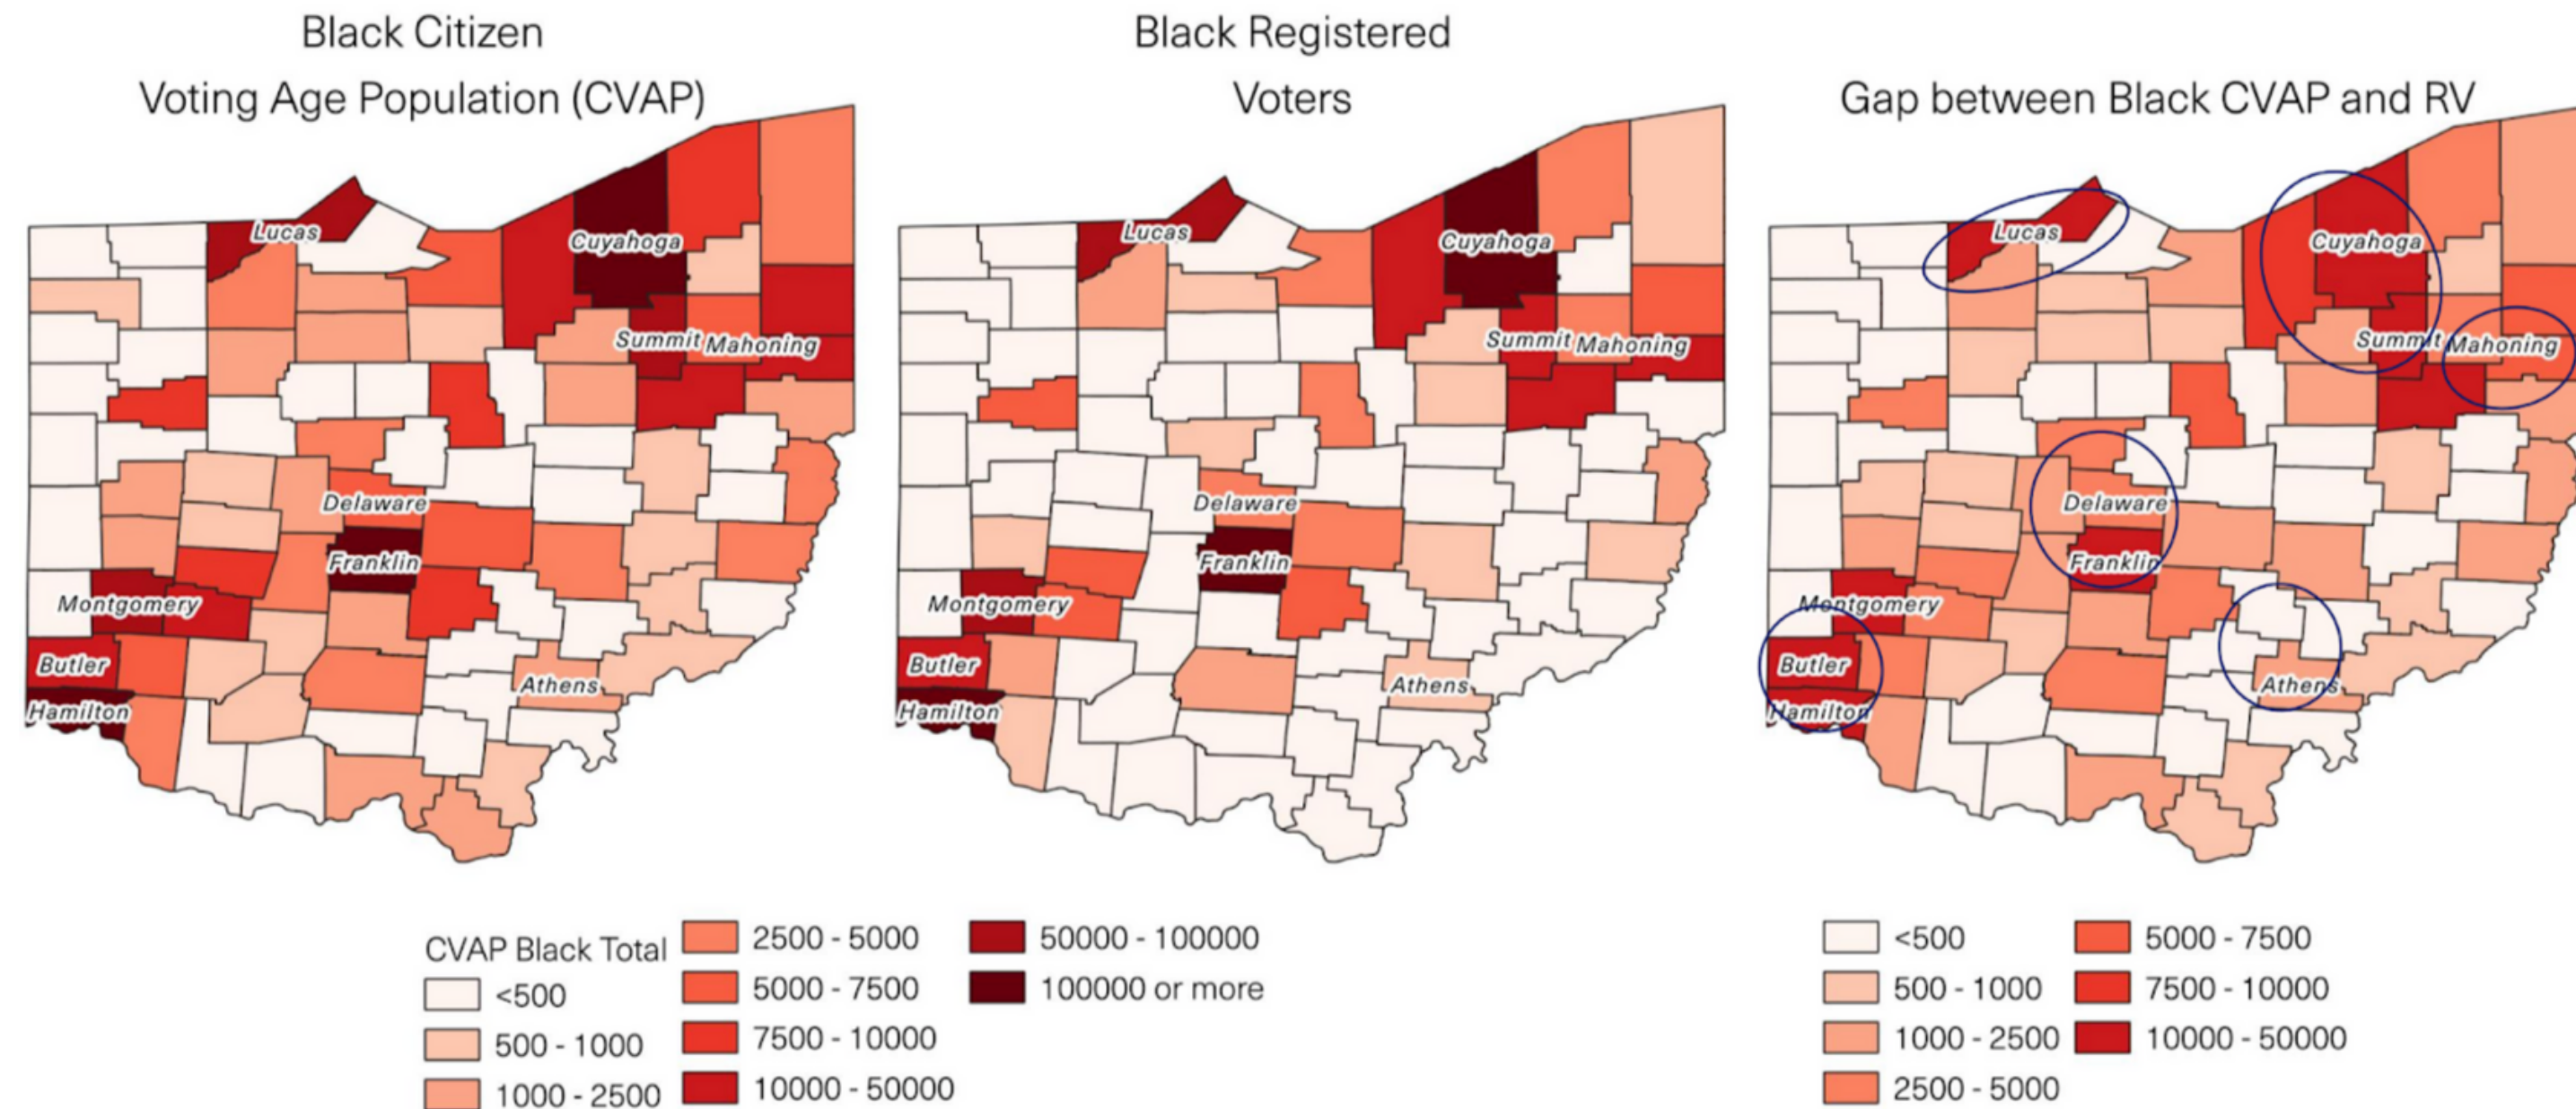 Black Citizen
Voting Age Population (CVAP)
Lucas
Cuyahoga
Summit
Mahoning
Delaware
Franklin
Montgomery
Butler
Athens
Hamilton
Black Registered
Voters
Lucas
Cuyahoga
Summit
Mahoning
Delaware
Franklin
Montgomery
Butler
Athens
Hamilton
Gap between Black CVAP and RV
Lucas
Cuyahoga
Summit
Mahoning
Delaware
Franklin
Montgomery
Butler
Athens
Hamilton
CVAP Black Total
<500
500 - 1000
1000 - 2500
2500 - 5000
5000 - 7500
7500 - 10000
10000 - 50000
50000 - 100000
100000 or more
<500
500 - 1000
1000 - 2500
2500 - 5000
5000 - 7500
7500 - 10000
10000 - 50000